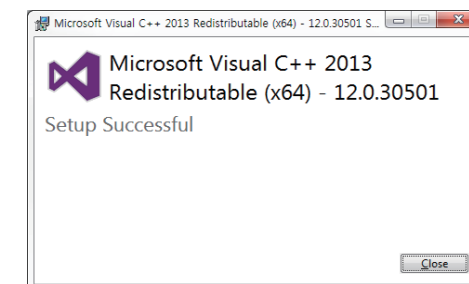 Microsoft Visual C++ 2013 Redistributable (x64) - 12.0.30501 S...
Microsoft Visual C++ 2013
Redistributable (x64) - 12.0.30501
Setup Successful
Close